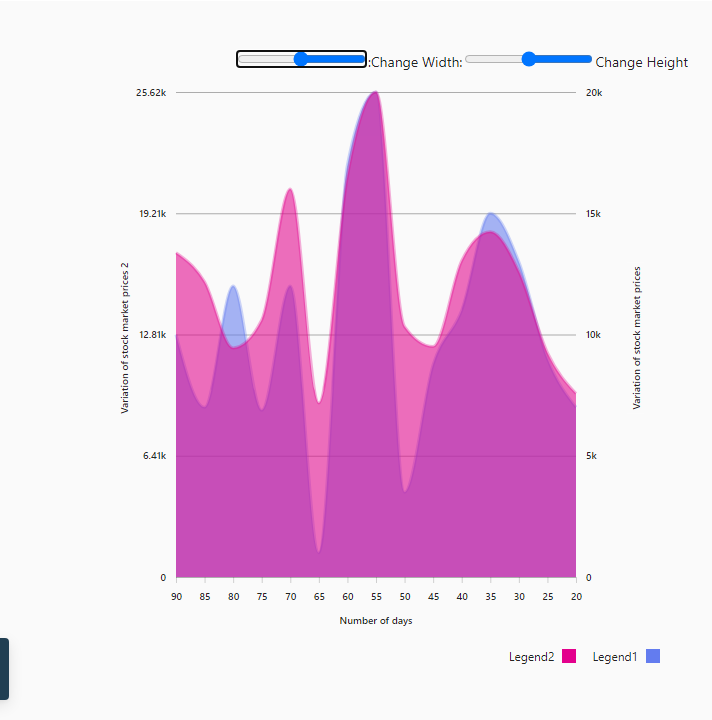 :Change Width:
Change Height
25.62k
20k
19.21k
15k
12.81k
10k
6.41k
5k
0
0
Variation of stock market prices 2
Variation of stock market prices
90 85 80 75 70 65 60 55 50 45 40 35 30 25 20
Number of days
Legend2
Legend1